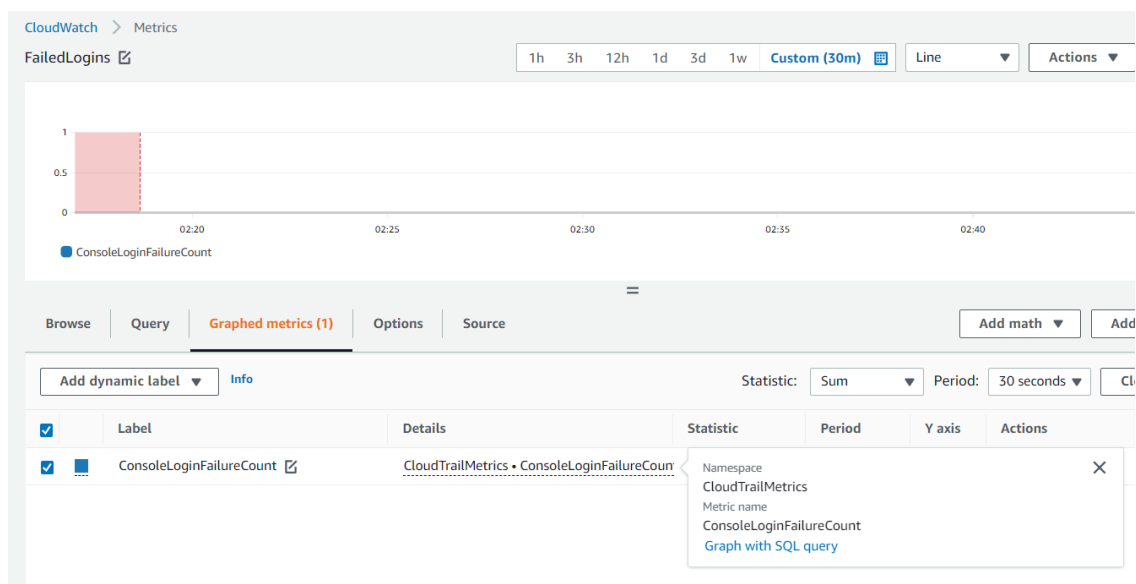 CloudWatch > Metrics
FailedLogins
1h 3h 12h 1d 3d 1w Custom (30m) Line Actions
1
0.5
0
02:20 02:25 02:30 02:35 02:40
ConsoleLoginFailureCount
Browse Query Graphed metrics (1) Options Source Add math Add
Add dynamic label Info Statistic: Sum Period: 30 seconds Cl
Label Details Statistic Period Y axis Actions
ConsoleLoginFailureCount CloudTrailMetrics • ConsoleLoginFailureCoun
Namespace
CloudTrailMetrics
Metric name
ConsoleLoginFailureCount
Graph with SQL query